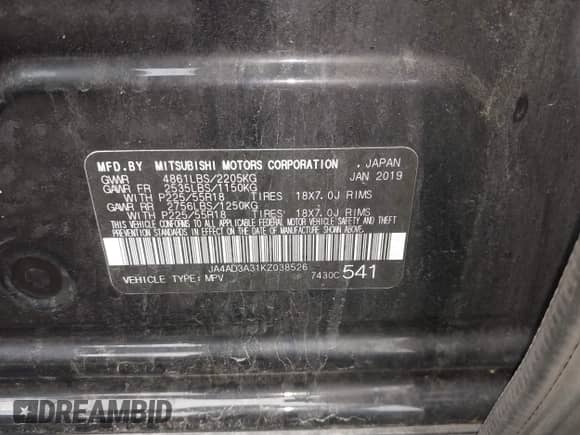 MFD.BY MITSUBISHI MOTORS CORPORATION , JAPAN
GVWR 4861LBS/2205KG JAN 2019
GAWR FR 2535LBS/1150KG
WITH P225/55R18 TIRES 18X7.0J RIMS
GAWR RR 2756LBS/1250KG
WITH P225/55R18 TIRES 18X7.0J RIMS
THIS VEHICLE CONFORMS TO ALL APPLICABLE FEDERAL MOTOR VEHICLE SAFETY AND THEFT
PREVENTION STANDARDS IN EFFECT ON THE DATE OF MANUFACTURE SHOWN ABOVE.
JA4AD3A31KZ038526
VEHICLE TYPE: MPV 7430C 541
DREAMBID